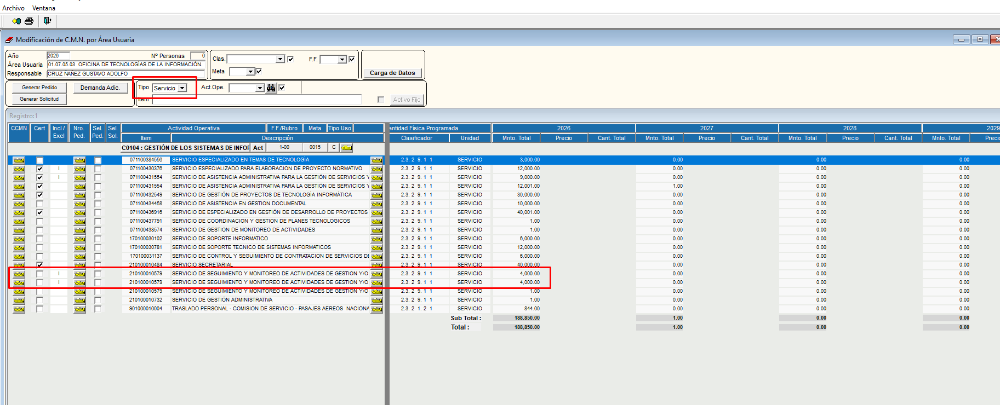 Archivo Ventana
Modificación de C.M.N. por Área Usuaria
Año 2026 Nº Personas 0
Área Usuaria 01.07.05.03 OFICINA DE TECNOLOGÍAS DE LA INFORMACIÓN.
Responsable CRUZ ÑAÑEZ GUSTAVO ADOLFO
Clas. F.F.
Meta
Carga de Datos
Generar Pedido Demanda Adic.
Generar Solicitud
Tipo Servicio Act.Ope.
Item Activo Fijo
Registro:1
CCMN Cert Incl / Excl Nro. Ped. Sel. Ped. Sel. Sol. Actividad Operativa F.F./Rubro Meta Tipo Uso antidad Física Programada 2026 2027 2028 2029
Item Descripción Clasificador Unidad Mnto. Total Precio Cant. Total Mnto. Total Precio Cant. Total Mnto. Total Precio Cant. Total Mnto. Total Precio
C0104 : GESTIÓN DE LOS SISTEMAS DE INFOR Act 1-00 0015 C
071100384556 SERVICIO ESPECIALIZADO EN TEMAS DE TECNOLOGÍA 2.3. 2 9. 1 1 SERVICIO 3,000.00 0.00 0.00 0.00
071100430376 SERVICIO ESPECIALIZADO PARA ELABORACION DE PROYECTO NORMATIVO 2.3. 2 9. 1 1 SERVICIO 12,000.00 0.00 0.00 0.00
I 071100431554 SERVICIO DE ASISTENCIA ADMINISTRATIVA PARA LA GESTIÓN DE SERVICIOS Y 2.3. 2 9. 1 1 SERVICIO 9,000.00 0.00 0.00 0.00
071100431554 SERVICIO DE ASISTENCIA ADMINISTRATIVA PARA LA GESTIÓN DE SERVICIOS Y 2.3. 2 9. 1 1 SERVICIO 12,001.00 1.00 0.00 0.00
071100432549 SERVICIO DE GESTIÓN DE PROYECTOS DE TECNOLOGÍA INFORMÁTICA 2.3. 2 9. 1 1 SERVICIO 30,000.00 0.00 0.00 0.00
071100434458 SERVICIO DE ASISTENCIA EN GESTION DOCUMENTAL 2.3. 2 9. 1 1 SERVICIO 10,000.00 0.00 0.00 0.00
071100436916 SERVICIO DE ESPECIALIZADO EN GESTIÓN DE DESARROLLO DE PROYECTOS 2.3. 2 9. 1 1 SERVICIO 40,001.00 0.00 0.00 0.00
071100437791 SERVICIO DE COORDINACION Y GESTION DE PLANES TECNOLOGICOS 2.3. 2 9. 1 1 SERVICIO 1.00 0.00 0.00 0.00
071100438574 SERVICIO DE GESTION DE MONITOREO DE ACTIVIDADES 2.3. 2 9. 1 1 SERVICIO 1.00 0.00 0.00 0.00
170100030102 SERVICIO DE SOPORTE INFORMATICO 2.3. 2 9. 1 1 SERVICIO 6,000.00 0.00 0.00 0.00
170100030781 SERVICIO DE SOPORTE TECNICO DE SISTEMAS INFORMATICOS 2.3. 2 9. 1 1 SERVICIO 12,000.00 0.00 0.00 0.00
170100031137 SERVICIO DE CONTROL Y SEGUIMIENTO DE CONTRATACION DE SERVICIOS DE 2.3. 2 9. 1 1 SERVICIO 6,000.00 0.00 0.00 0.00
210100010484 SERVICIO SECRETARIAL 2.3. 2 9. 1 1 SERVICIO 40,000.00 0.00 0.00 0.00
I 210100010579 SERVICIO DE SEGUIMIENTO Y MONITOREO DE ACTIVIDADES DE GESTION Y/O 2.3. 2 9. 1 1 SERVICIO 4,000.00 0.00 0.00 0.00
I 210100010579 SERVICIO DE SEGUIMIENTO Y MONITOREO DE ACTIVIDADES DE GESTION Y/O 2.3. 2 9. 1 1 SERVICIO 4,000.00 0.00 0.00 0.00
210100010579 SERVICIO DE SEGUIMIENTO Y MONITOREO DE ACTIVIDADES DE GESTION Y/O 2.3. 2 9. 1 1 SERVICIO 1.00 0.00 0.00 0.00
210100010732 SERVICIO DE GESTIÓN ADMINISTRATIVA 2.3. 2 9. 1 1 SERVICIO 1.00 0.00 0.00 0.00
901000010004 TRASLADO PERSONAL - COMISION DE SERVICIO - PASAJES AEREOS NACIONA 2.3. 2 1. 2 1 SERVICIO 844.00 0.00 0.00 0.00
Sub Total : 188,850.00 1.00 0.00 0.00
Total : 188,850.00 1.00 0.00 0.00